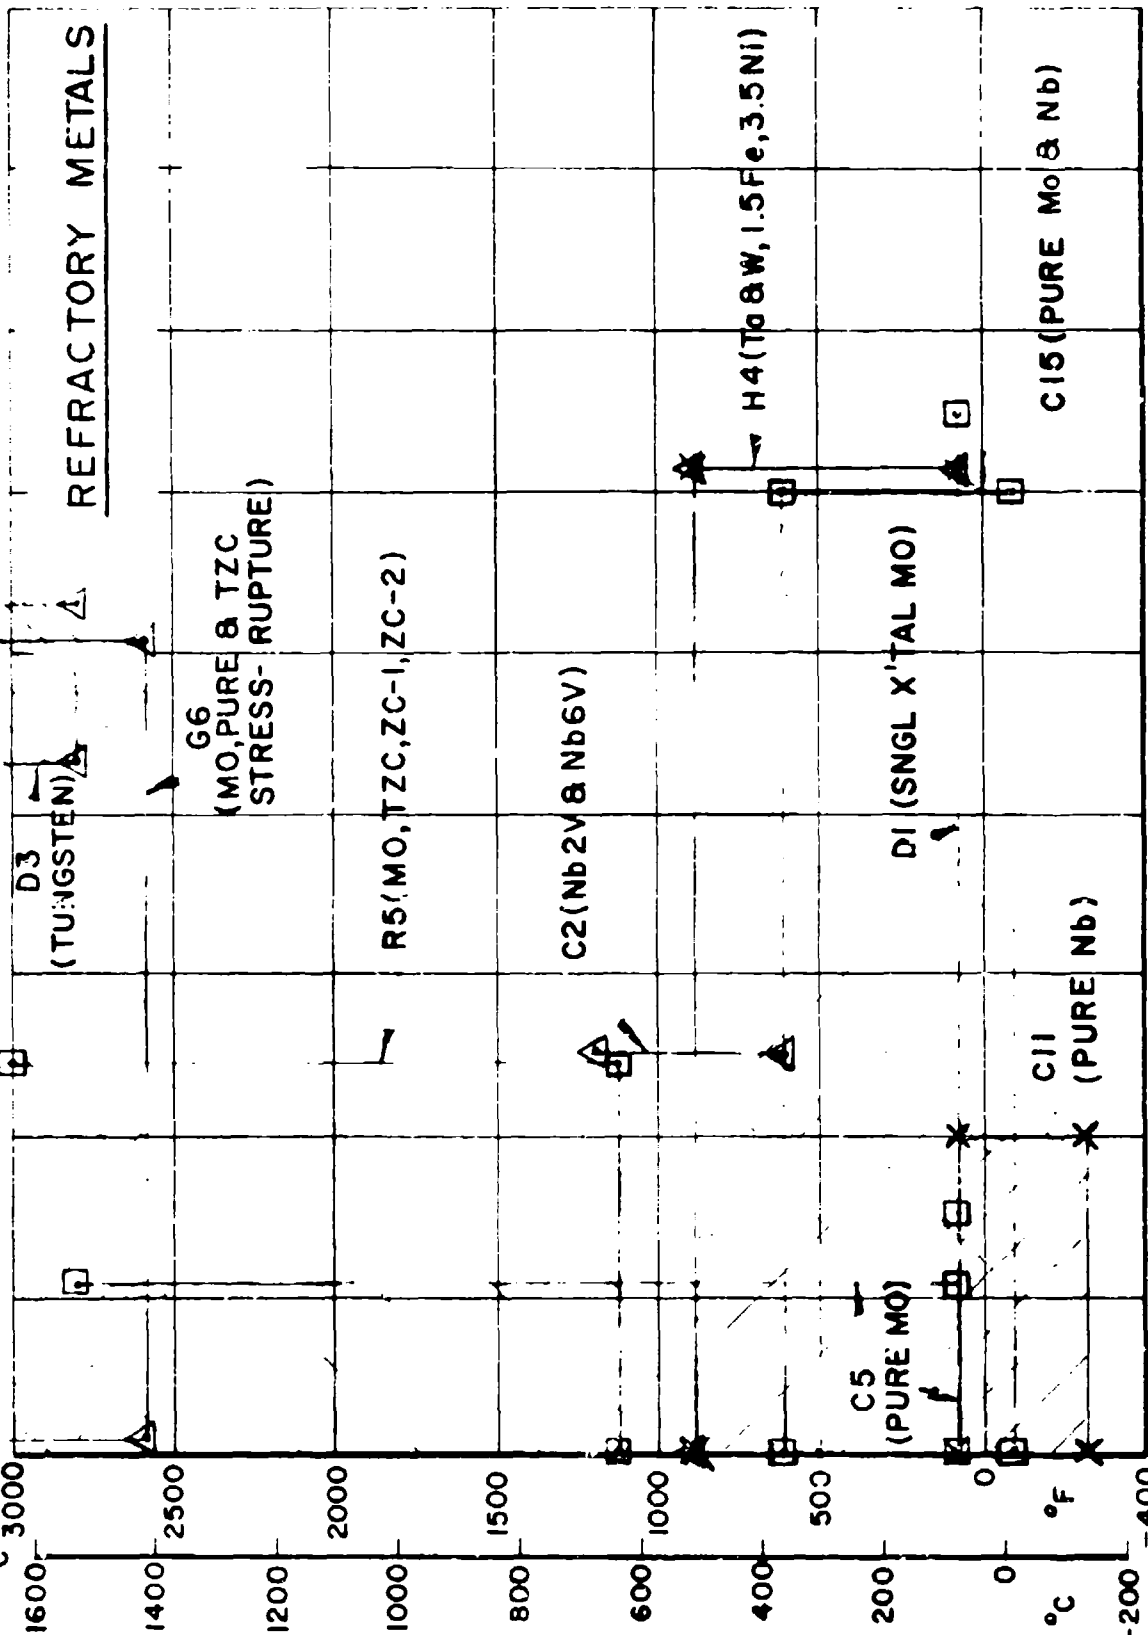 REFRACTORY METALS
D3
(TUNGSTEN)
G6
(MO, PURE & TZC
STRESS-RUPTURE)
R5(MO, TZC, ZC-1, ZC-2)
C2(Nb2V & Nb6V)
H4(Ta & W, 1.5Fe, 3.5Ni)
D1 (SNGL X'TAL MO)
C15(PURE Mo & Nb)
C5
(PURE MO)
C11
(PURE Nb)
3000
2500
2000
1500
1000
500
0
°F
-400
1600
1400
1200
1000
800
600
400
200
0
°C
-200